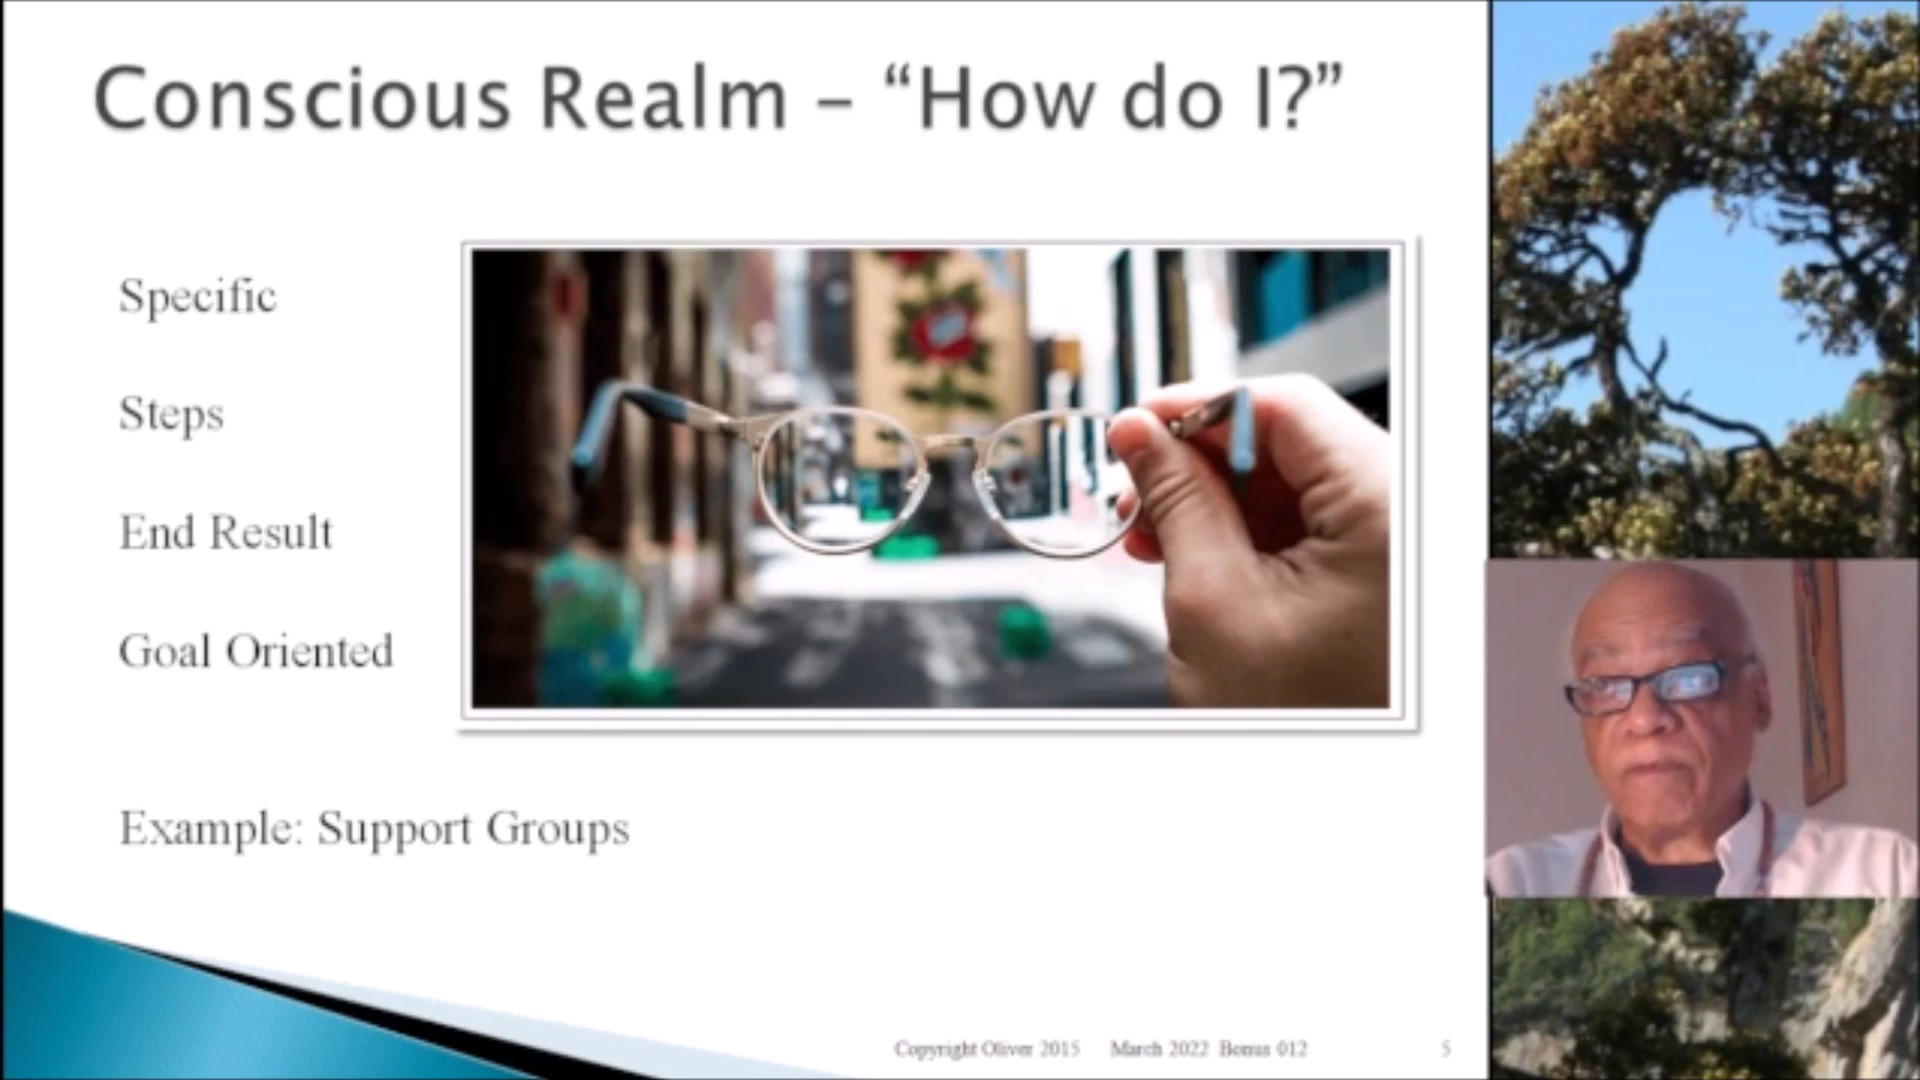 Conscious Realm – “How do I?”
Specific
Steps
End Result
Goal Oriented
Example: Support Groups
Copyright Oliver 2015 March 2022 Bonus 012 5